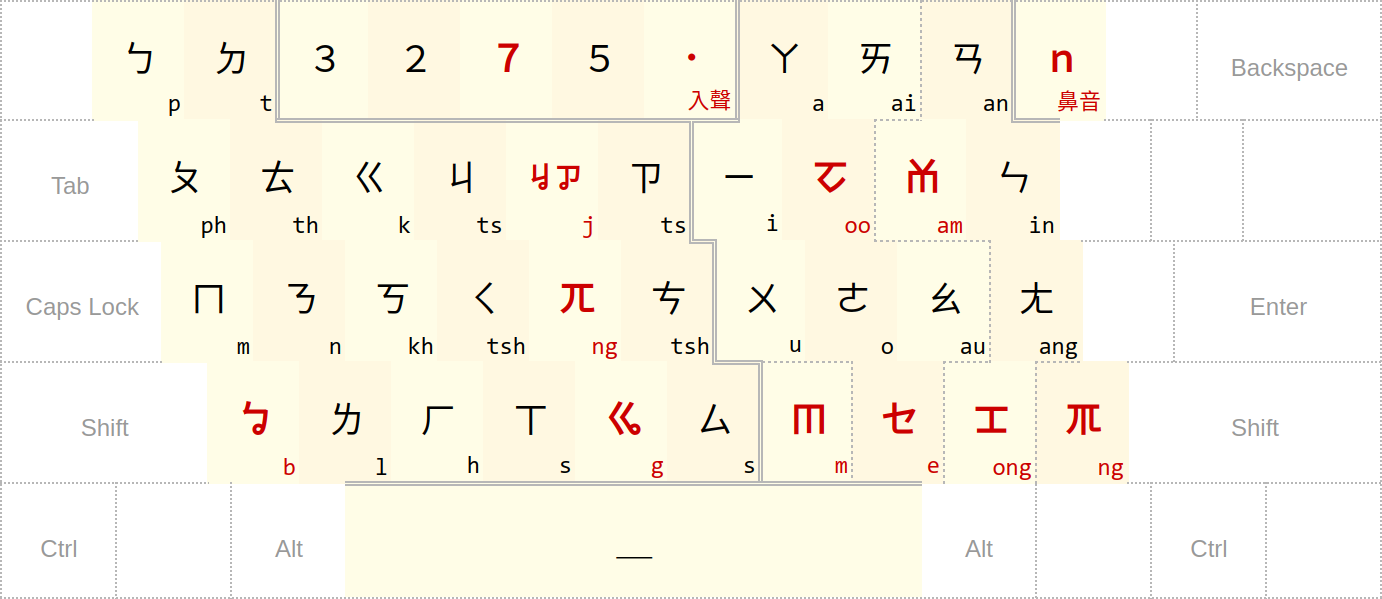 ㄅ ㄉ 3 2 7 5 · ㄚ ㄞ ㄢ n Backspace
p t 入聲 a ai an 鼻音
Tab ㄆ ㄊ ㄍ ㄐ ㆢㆡ ㄗ ㄧ ㆦ ㆰ ㄣ
ph th k ts j ts i oo am in
Caps Lock ㄇ ㄋ ㄎ ㄑ ㆭ ㄘ ㄨ ㄜ ㄠ ㄤ Enter
m n kh tsh ng tsh u o au ang
Shift ㆠ ㄌ ㄏ ㄒ ㆣ ㄙ ㆬ ㆤ ㆲ ㆭ Shift
b l h s g s m e ong ng
Ctrl Alt __ Alt Ctrl